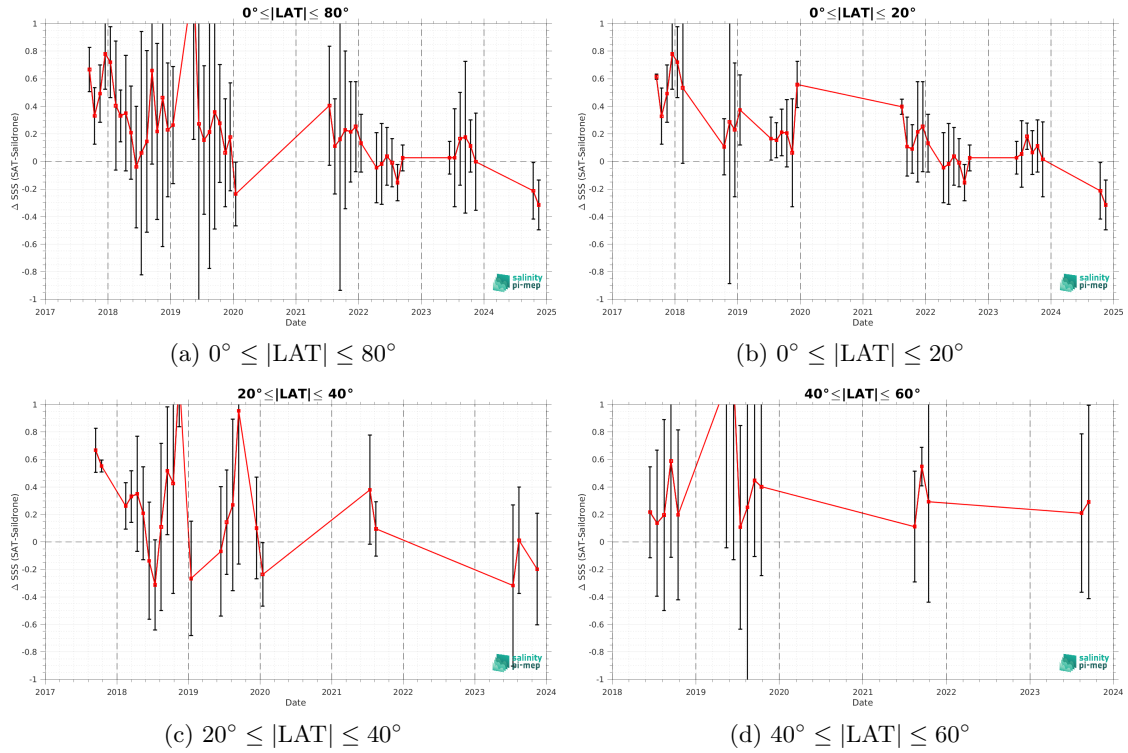 0°≤|LAT|≤ 80°
Δ SSS (SAT-Saildrone)
1
0.8
0.6
0.4
0.2
0
-0.2
-0.4
-0.6
-0.8
-1
2017 2018 2019 2020 2021 2022 2023 2024 2025
Date
salinity
pi-mep
(a) 0° ≤ |LAT| ≤ 80°
0°≤|LAT|≤ 20°
Δ SSS (SAT-Saildrone)
1
0.8
0.6
0.4
0.2
0
-0.2
-0.4
-0.6
-0.8
-1
2017 2018 2019 2020 2021 2022 2023 2024 2025
Date
salinity
pi-mep
(b) 0° ≤ |LAT| ≤ 20°
20°≤|LAT|≤ 40°
Δ SSS (SAT-Saildrone)
1
0.8
0.6
0.4
0.2
0
-0.2
-0.4
-0.6
-0.8
-1
2017 2018 2019 2020 2021 2022 2023 2024
Date
salinity
pi-mep
(c) 20° ≤ |LAT| ≤ 40°
40°≤|LAT|≤ 60°
Δ SSS (SAT-Saildrone)
1
0.8
0.6
0.4
0.2
0
-0.2
-0.4
-0.6
-0.8
-1
2018 2019 2020 2021 2022 2023 2024
Date
salinity
pi-mep
(d) 40° ≤ |LAT| ≤ 60°